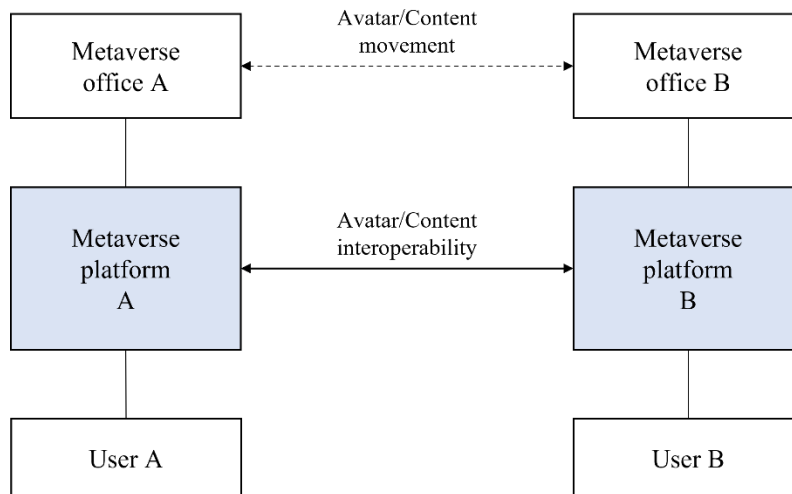 Avatar/Content
movement
Metaverse
office A
Metaverse
office B
Avatar/Content
interoperability
Metaverse
platform
A
Metaverse
platform
B
User A
User B